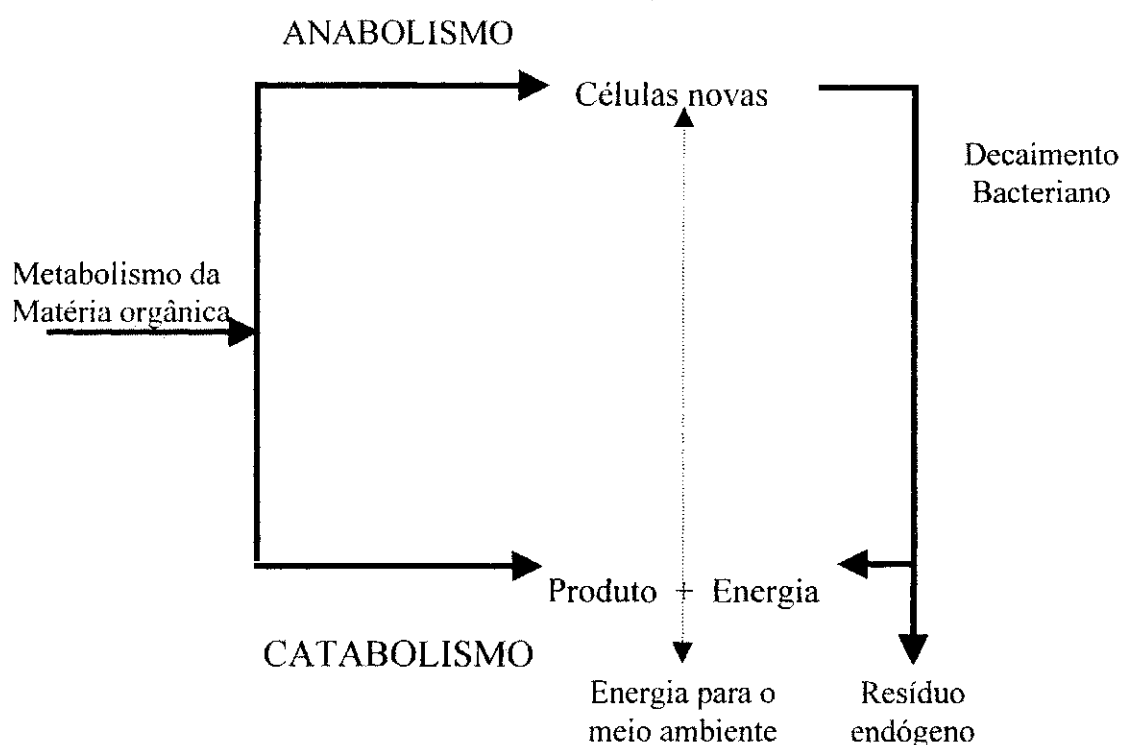 ANABOLISMO
Células novas
Decaimento
Bacteriano
Metabolismo da
Matéria orgânica
Produto + Energia
CATABOLISMO
Energia para o
meio ambiente
Resíduo
endógeno